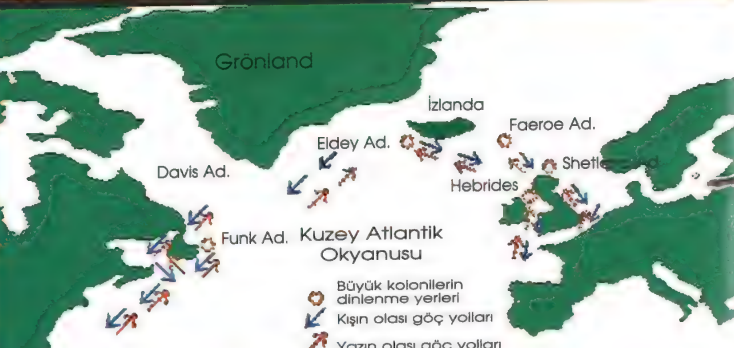 Grönland
İzlanda
Faeroe Ad.
Eldey Ad.
Davis Ad.
Hebrides
Funk Ad.
Kuzey Atlantik
Okyanusu
Büyük kolonilerin
dinlenme yerleri
Kışın olası göç yolları
Yazın olası göç yolları